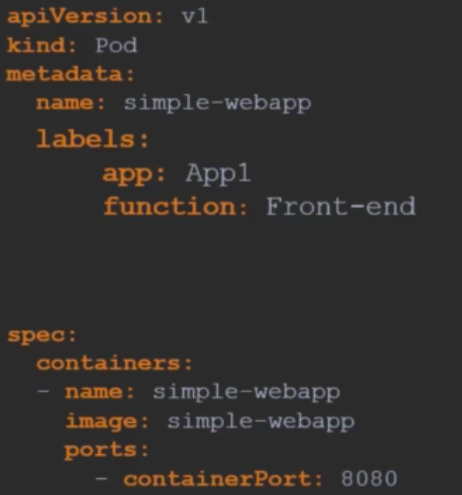 apiVersion: v1
kind: Pod
metadata:
  name: simple-webapp
  labels:
      app: App1
      function: Front-end
spec:
  containers:
  - name: simple-webapp
    image: simple-webapp
    ports:
      - containerPort: 8080